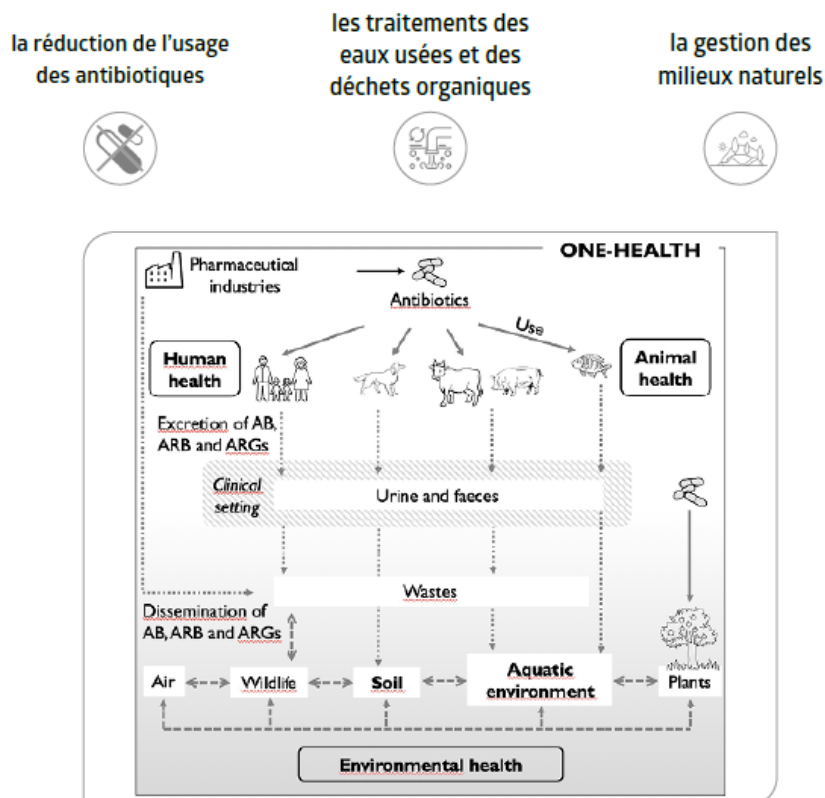 la réduction de l'usage
des antibiotiques
les traitements des
eaux usées et des
déchets organiques
la gestion des
milieux naturels
ONE-HEALTH
Pharmaceutical
industries
Antibiotics
Use
Human
health
Animal
health
Excretion of AB,
ARB and ARGs
Clinical
setting
Urine and faeces
Wastes
Dissemination of
AB, ARB and ARGs
Air
Wildlife
Soil
Aquatic
environment
Plants
Environmental health